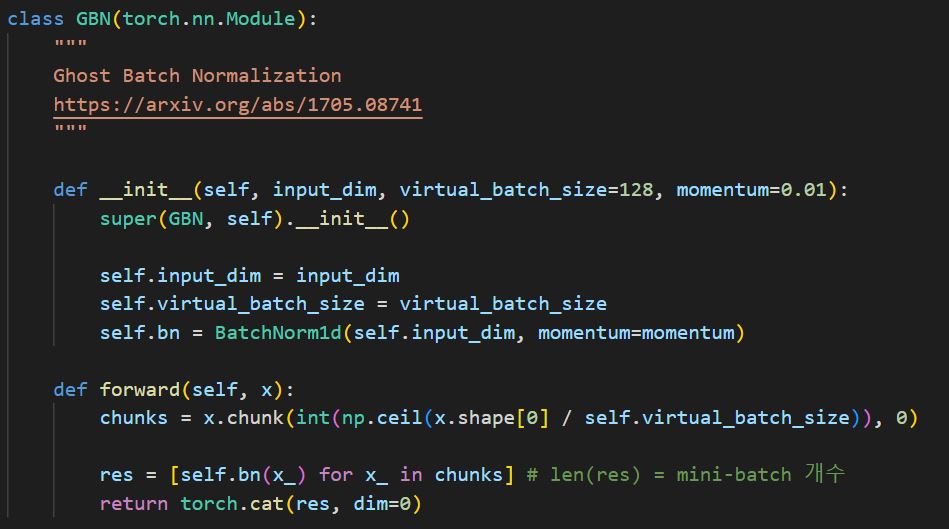 class GBN(torch.nn.Module):
    """
    Ghost Batch Normalization
    https://arxiv.org/abs/1705.08741
    """

    def __init__(self, input_dim, virtual_batch_size=128, momentum=0.01):
        super(GBN, self).__init__()

        self.input_dim = input_dim
        self.virtual_batch_size = virtual_batch_size
        self.bn = BatchNorm1d(self.input_dim, momentum=momentum)

    def forward(self, x):
        chunks = x.chunk(int(np.ceil(x.shape[0] / self.virtual_batch_size)), 0)

        res = [self.bn(x_) for x_ in chunks] # len(res) = mini-batch 개수
        return torch.cat(res, dim=0)